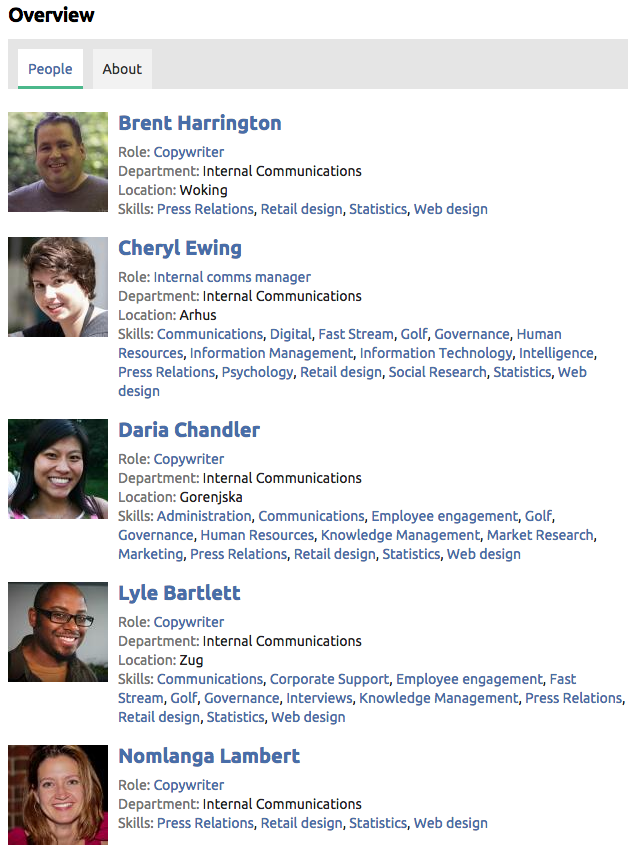 Overview
People
About
Brent Harrington
Role: Copywriter
Department: Internal Communications
Location: Woking
Skills: Press Relations, Retail design, Statistics, Web design
Cheryl Ewing
Role: Internal comms manager
Department: Internal Communications
Location: Arhus
Skills: Communications, Digital, Fast Stream, Golf, Governance, Human
Resources, Information Management, Information Technology, Intelligence,
Press Relations, Psychology, Retail design, Social Research, Statistics, Web
design
Daria Chandler
Role: Copywriter
Department: Internal Communications
Location: Gorenjska
Skills: Administration, Communications, Employee engagement, Golf,
Governance, Human Resources, Knowledge Management, Market Research,
Marketing, Press Relations, Retail design, Statistics, Web design
Lyle Bartlett
Role: Copywriter
Department: Internal Communications
Location: Zug
Skills: Communications, Corporate Support, Employee engagement, Fast
Stream, Golf, Governance, Interviews, Knowledge Management, Press Relations,
Retail design, Statistics, Web design
Nomlanga Lambert
Role: Copywriter
Department: Internal Communications
Skills: Press Relations, Retail design, Statistics, Web design